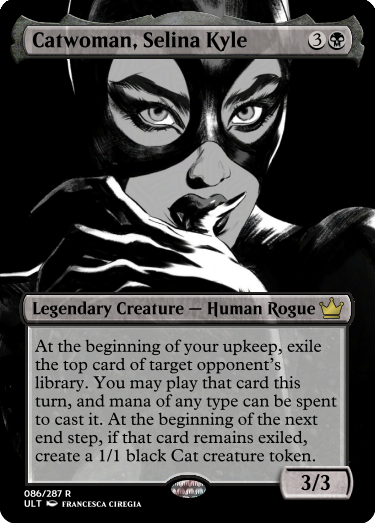 Catwoman, Selina Kyle 3
Legendary Creature — Human Rogue
At the beginning of your upkeep, exile
the top card of target opponent's
library. You may play that card this
turn, and mana of any type can be spent
to cast it. At the beginning of the next
end step, if that card remains exiled,
create a 1/1 black Cat creature token.
3/3
086/287 R
ULT FRANCESCA CIREGIA